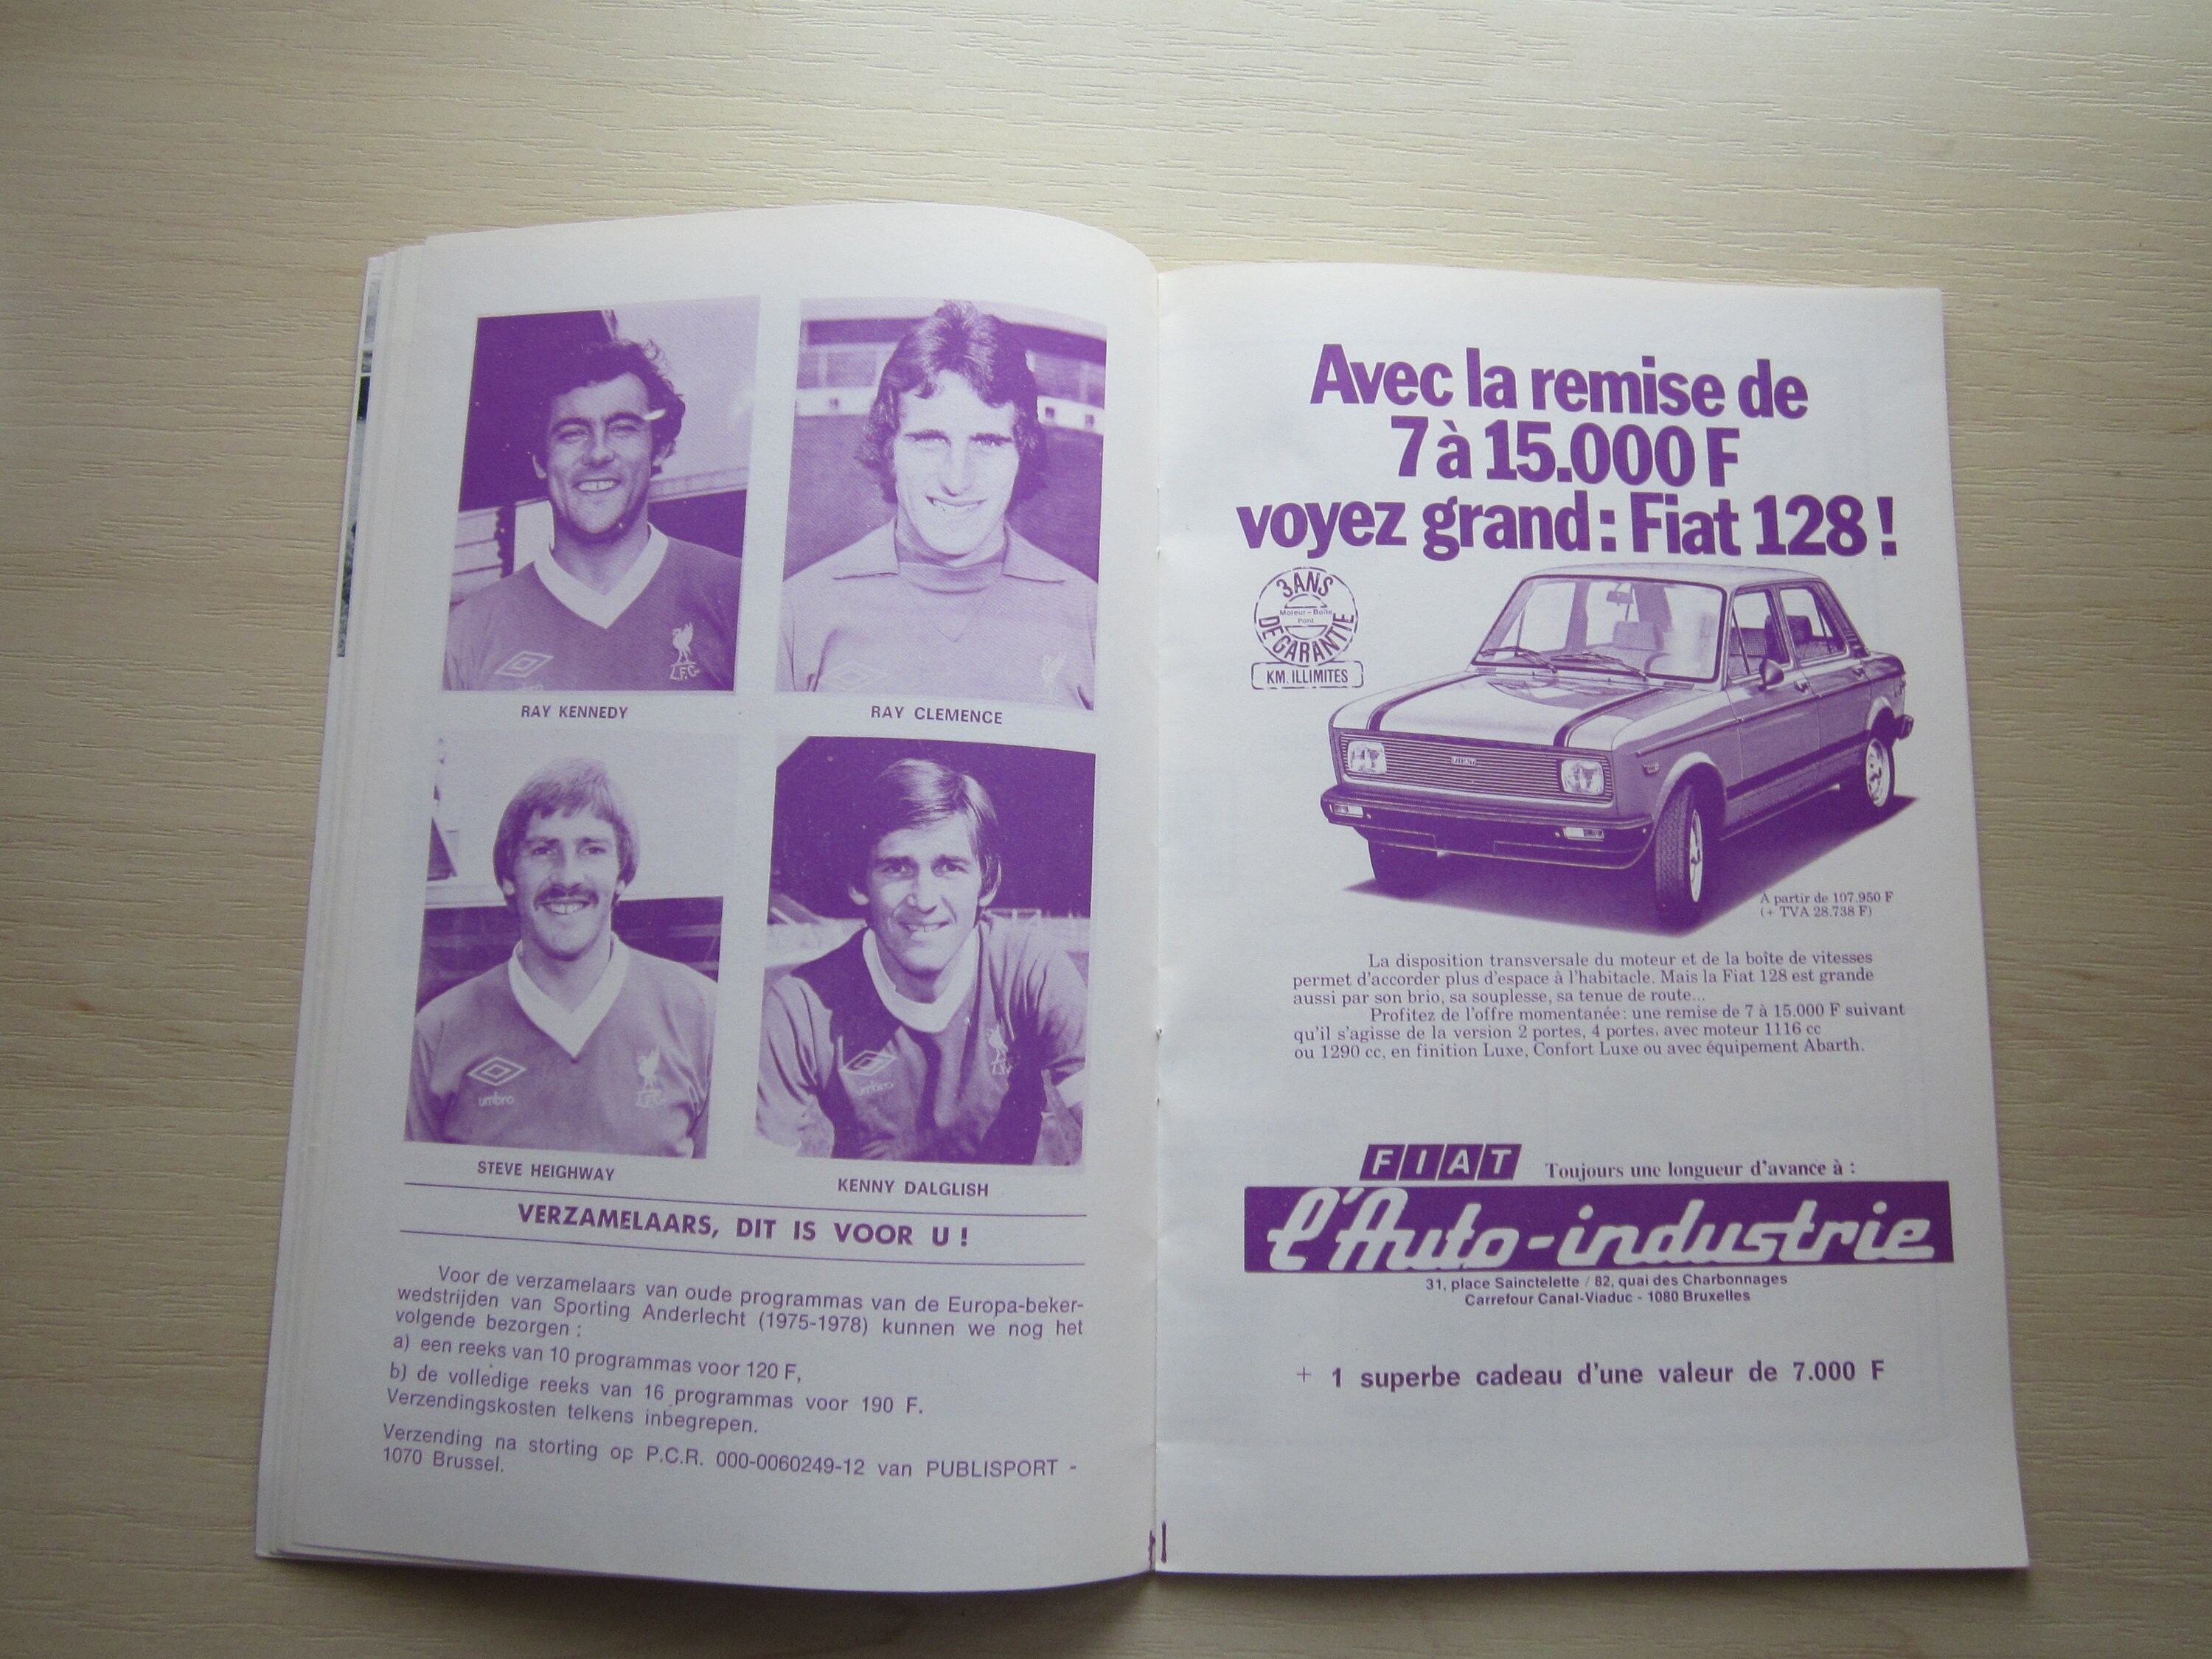 L.F.C.
RAY KENNEDY
RAY CLEMENCE
umbro
L.F.C.
umbro
STEVE HEIGHWAY
KENNY DALGLISH
VERZAMELAARS, DIT IS VOOR U !
Voor de verzamelaars van oude programmas van de Europa-beker-
wedstrijden van Sporting Anderlecht (1975-1978) kunnen we nog het
volgende bezorgen :
a) een reeks van 10 programmas voor 120 F,
b) de volledige reeks van 16 programmas voor 190 F.
Verzendingskosten telkens inbegrepen.
Verzending na storting op P.C.R. 000-0060249-12 van PUBLISPORT -
1070 Brussel.
Avec la remise de
7 à 15.000 F
voyez grand : Fiat 128 !
3 ANS
Moteur - Boîte
Pont
DE GARANTIE
KM. ILLIMITES
FIAT
A partir de 107.950 F
(+ TVA 28.738 F)
La disposition transversale du moteur et de la boîte de vitesses
permet d'accorder plus d'espace à l'habitacle. Mais la Fiat 128 est grande
aussi par son brio, sa souplesse, sa tenue de route...
Profitez de l'offre momentanée: une remise de 7 à 15.000 F suivant
qu'il s'agisse de la version 2 portes, 4 portes, avec moteur 1116 cc
ou 1290 cc, en finition Luxe, Confort Luxe ou avec équipement Abarth.
FIAT Toujours une longueur d'avance à :
l'Auto-industrie
31, place Sainctelette / 82, quai des Charbonnages
Carrefour Canal-Viaduc - 1080 Bruxelles
+ 1 superbe cadeau d'une valeur de 7.000 F